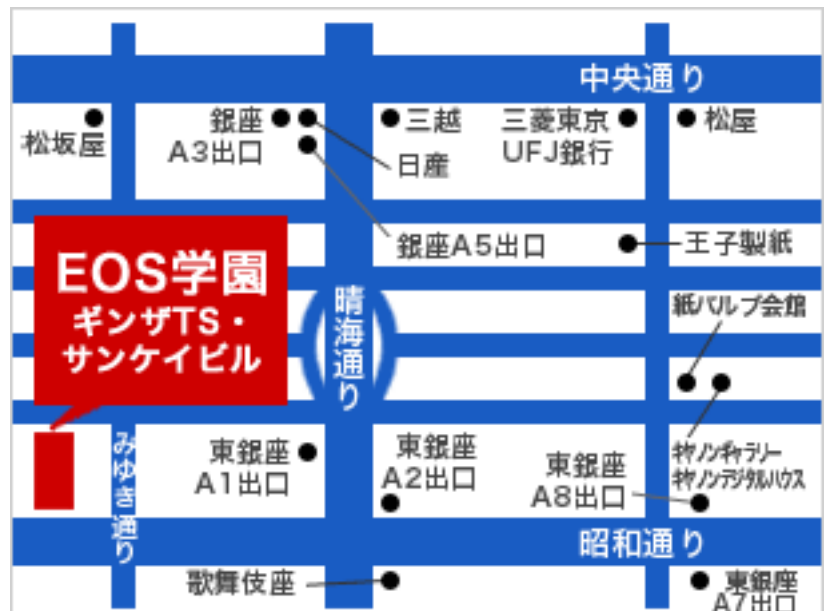 中央通り
松坂屋
銀座
A3出口
日産
三越
三菱東京
UFJ銀行
松屋
銀座A5出口
王子製紙
EOS学園
ギンザTS・
サンケイビル
晴海通り
紙パルプ会館
みゆき通り
東銀座
A1出口
東銀座
A2出口
東銀座
A8出口
キヤノンギャラリー
キヤノンデジタルハウス
昭和通り
歌舞伎座
東銀座
A7出口